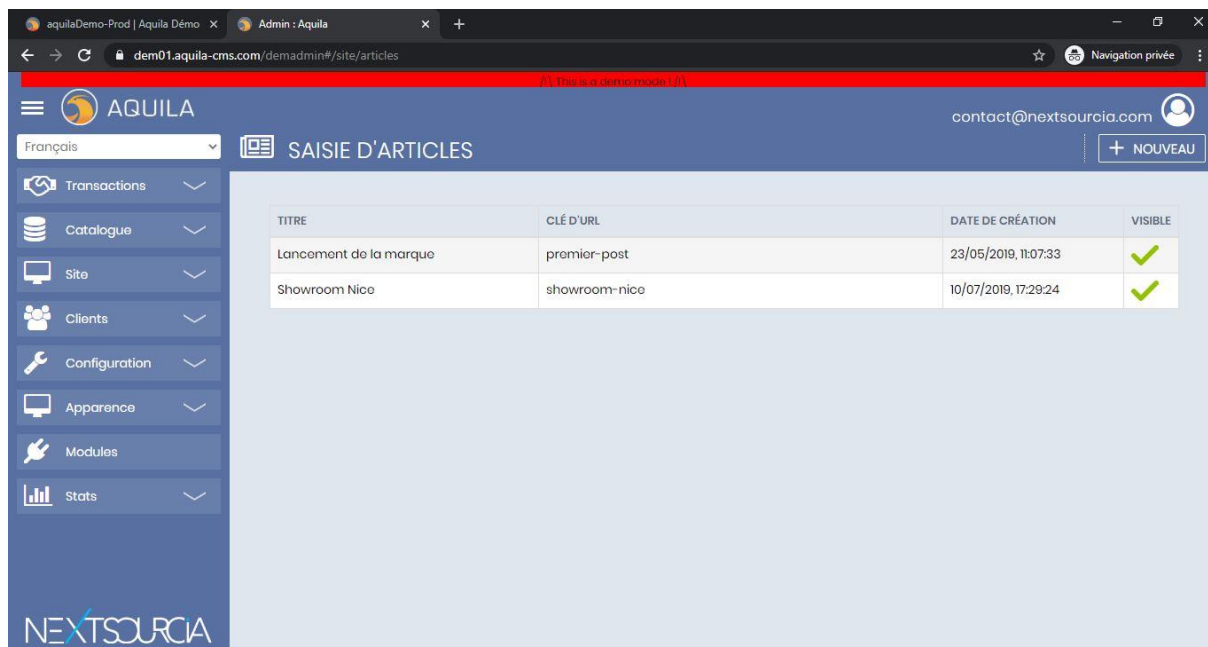 aquilaDemo-Prod | Aquila Démo
Admin : Aquila
dem01.aquila-cms.com/demadmin#/site/articles
Navigation privée
/!\ This is a demo mode ! /!\
AQUILA
contact@nextsourcia.com
Français
SAISIE D'ARTICLES
+ NOUVEAU
Transactions
Catalogue
Site
Clients
Configuration
Apparence
Modules
Stats
TITRE CLÉ D'URL DATE DE CRÉATION VISIBLE
Lancement de la marque premier-post 23/05/2019, 11:07:33
Showroom Nice showroom-nice 10/07/2019, 17:29:24
NEXTSOURCIA